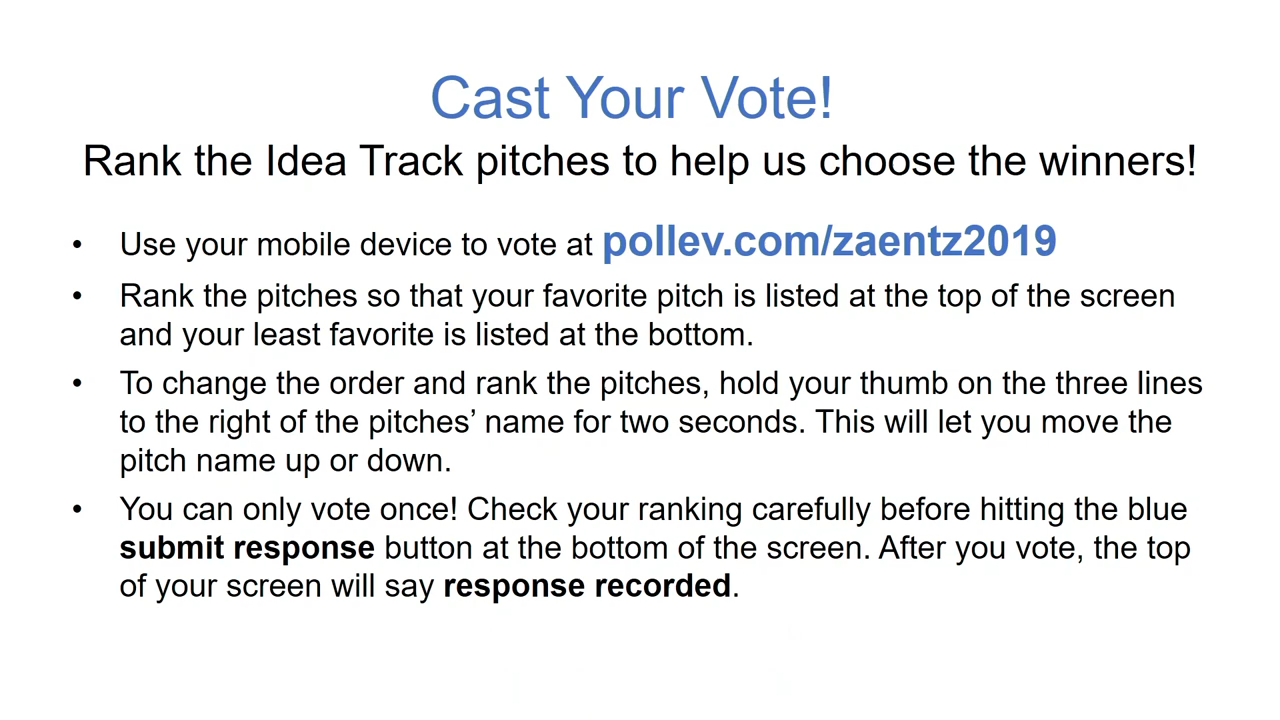 Cast Your Vote!
Rank the Idea Track pitches to help us choose the winners!
• Use your mobile device to vote at pollev.com/zaentz2019
• Rank the pitches so that your favorite pitch is listed at the top of the screen
and your least favorite is listed at the bottom.
• To change the order and rank the pitches, hold your thumb on the three lines
to the right of the pitches’ name for two seconds. This will let you move the
pitch name up or down.
• You can only vote once! Check your ranking carefully before hitting the blue
submit response button at the bottom of the screen. After you vote, the top
of your screen will say response recorded.